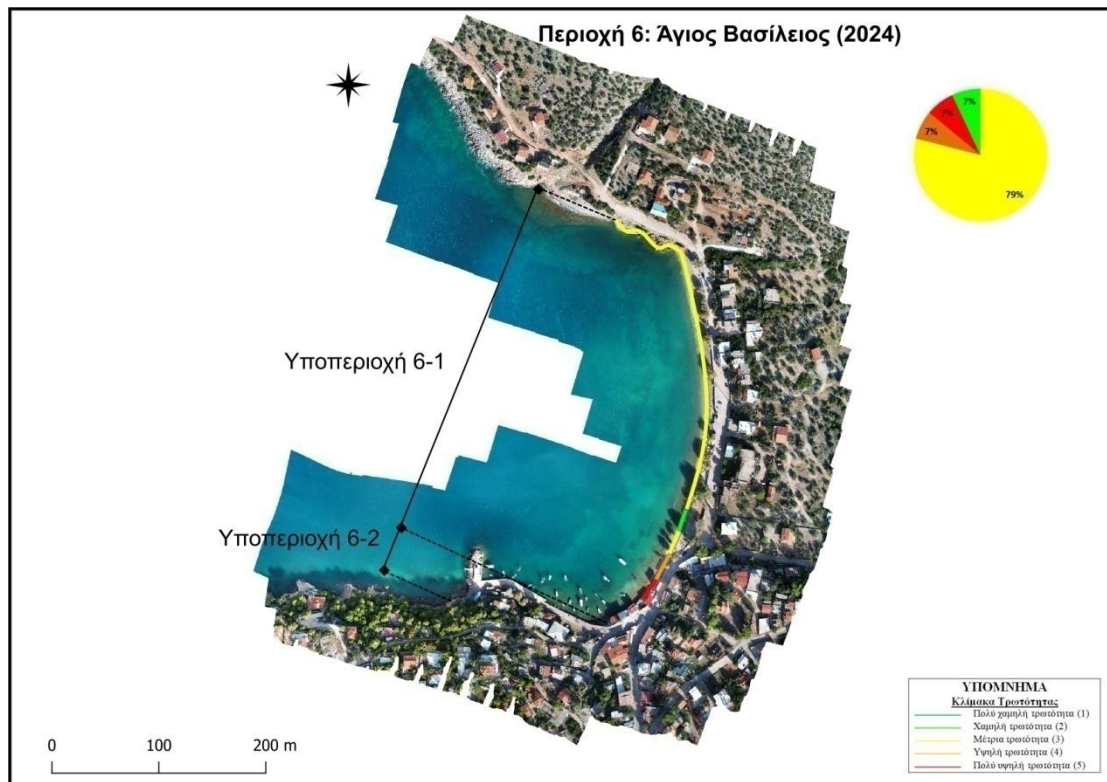 Περιοχή 6: Άγιος Βασίλειος (2024)
7%
7%
7%
79%
Υποπεριοχή 6-1
Υποπεριοχή 6-2
ΥΠΟΜΝΗΜΑ
Κλίμακα Τρωτότητας
Πολύ χαμηλή τρωτότητα (1)
Χαμηλή τρωτότητα (2)
Μέτρια τρωτότητα (3)
Υψηλή τρωτότητα (4)
Πολύ υψηλή τρωτότητα (5)
0 100 200 m